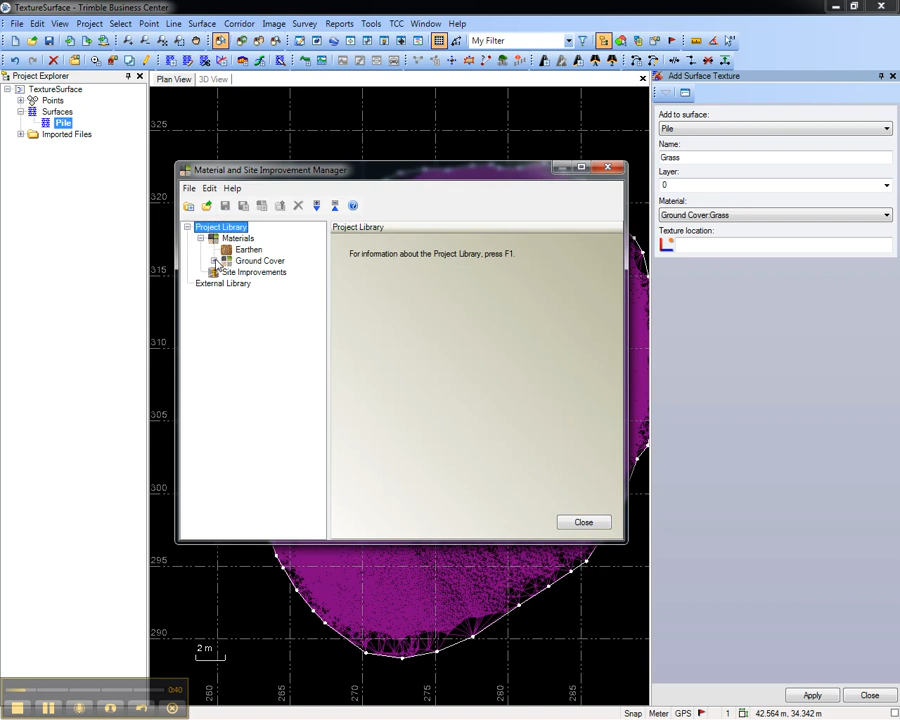 TextureSurface - Trimble Business Center
File Edit View Project Select Point Line Surface Corridor Image Survey Reports Tools TCC Window Help
My Filter
Project Explorer
TextureSurface
Points
Surfaces
Pile
Imported Files
Plan View 3D View
325
320
315
310
305
300
295
290
2 m
260
265
270
275
280
285
Material and Site Improvement Manager
File Edit Help
Project Library
Materials
Earthen
Ground Cover
Site Improvements
External Library
Project Library
For information about the Project Library, press F1.
Close
Add Surface Texture
Add to surface:
Pile
Name:
Grass
Layer:
0
Material:
Ground Cover:Grass
Texture location:
Apply Close
0:40
Snap Meter GPS 1 42.564 m, 34.342 m